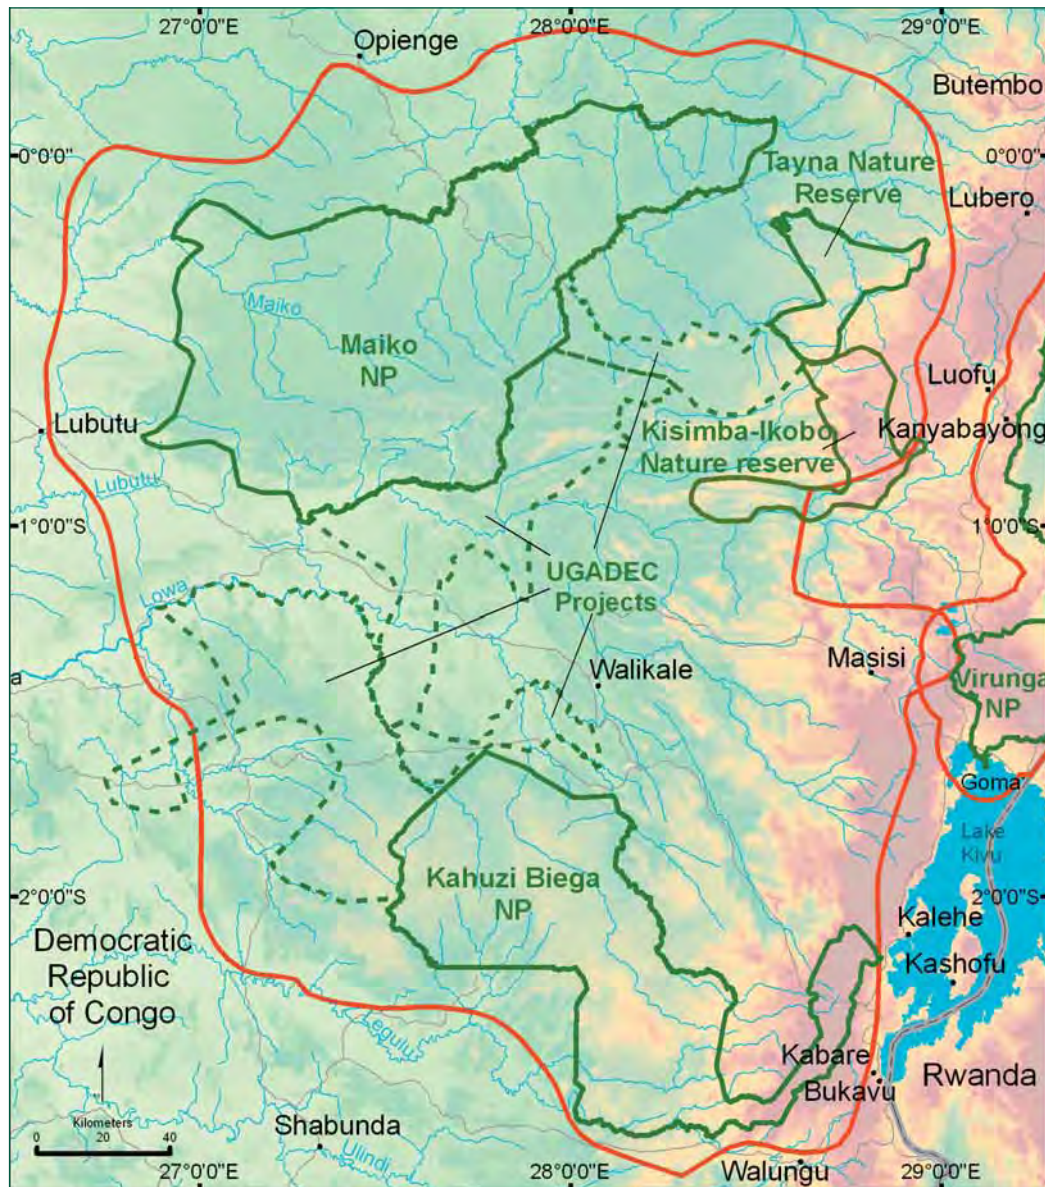 27°0'0"E
28°0'0"E
29°0'0"E
Opienge
Butembo
0°0'0"
0°0'0"
Tayna Nature
Reserve
Lubero
Maiko
Maiko
NP
Luofu
Lubutu
Kisimba-Ikobo
Nature reserve
Kanyabayong
Lubutu
1°0'0"S
1°0'0"S
UGADEC
Projects
Lowa
Walikale
Masisi
a
Virunga
NP
Goma
Lake
Kivu
Kahuzi Biega
NP
2°0'0"S
2°0'0"S
Kalehe
Democratic
Republic
of Congo
Kashofu
Legulu
Kabare
Bukavu
Rwanda
Kilometers
0 20 40
Shabunda
Ulindi
Walungu
27°0'0"E
28°0'0"E
29°0'0"E